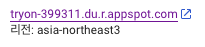 tryon-399311.du.r.appspot.com
리전: asia-northeast3